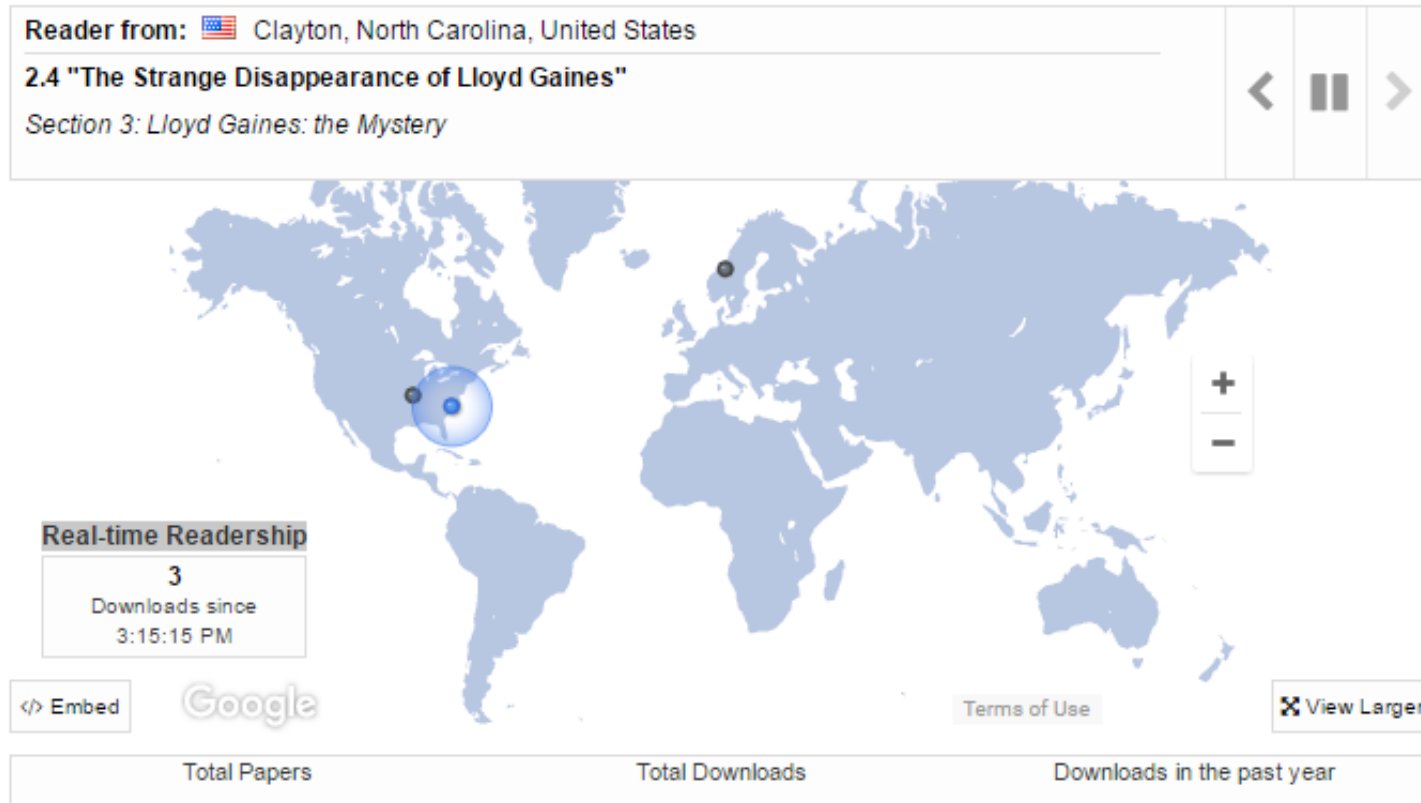 Reader from: Clayton, North Carolina, United States
2.4 "The Strange Disappearance of Lloyd Gaines"
Section 3: Lloyd Gaines: the Mystery
Real-time Readership
3
Downloads since
3:15:15 PM
</> Embed
Google
Terms of Use
View Larger
Total Papers
Total Downloads
Downloads in the past year